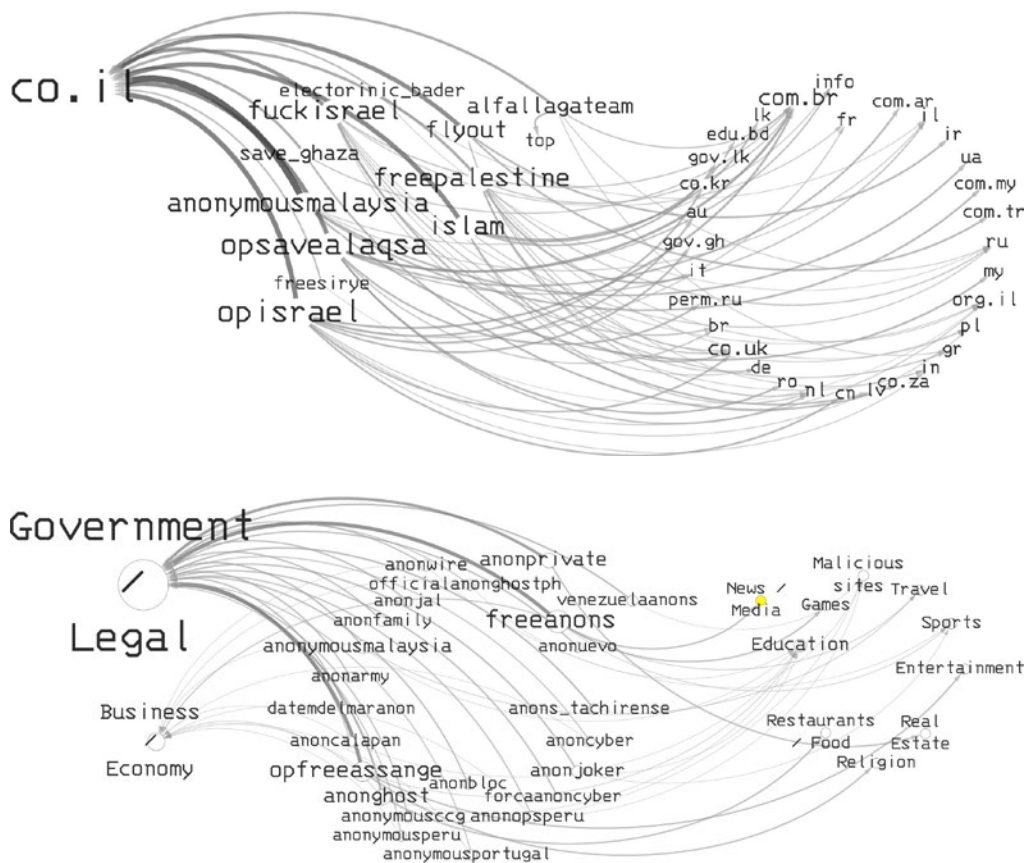 co.il
electorinic_bader
fuckisrael
alfallagateam
flyout
top
save_ghaza
freepalestine
anonymousmalaysia
islam
opsavealaqsa
freesirye
opisrael
info
com.br
com.ar
lk
fr
il
edu.bd
ir
gov.lk
ua
co.kr
com.my
au
com.tr
gov.gh
ru
it
my
perm.ru
org.il
br
pl
co.uk
gr
de
in
ro
co.za
nl
cn
lv
Government
/
Legal
Business
/
Economy
anonwire
anonprivate
officialanonghostph
anonjal
venezuelaanons
anonfamily
freeanons
anonymousmalaysia
anonuevo
anonarmy
datemdelmaranon
anons_tachirense
anoncalapan
anoncyber
opfreeassange
anonjoker
anonbloc
anonghost
forcaanoncyber
anonymousccg
anonopsperu
anonymousperu
anonymousportugal
Malicious
sites
News /
Media
Travel
Games
Sports
Education
Entertainment
Restaurants
/ Food
Real
Estate
Religion